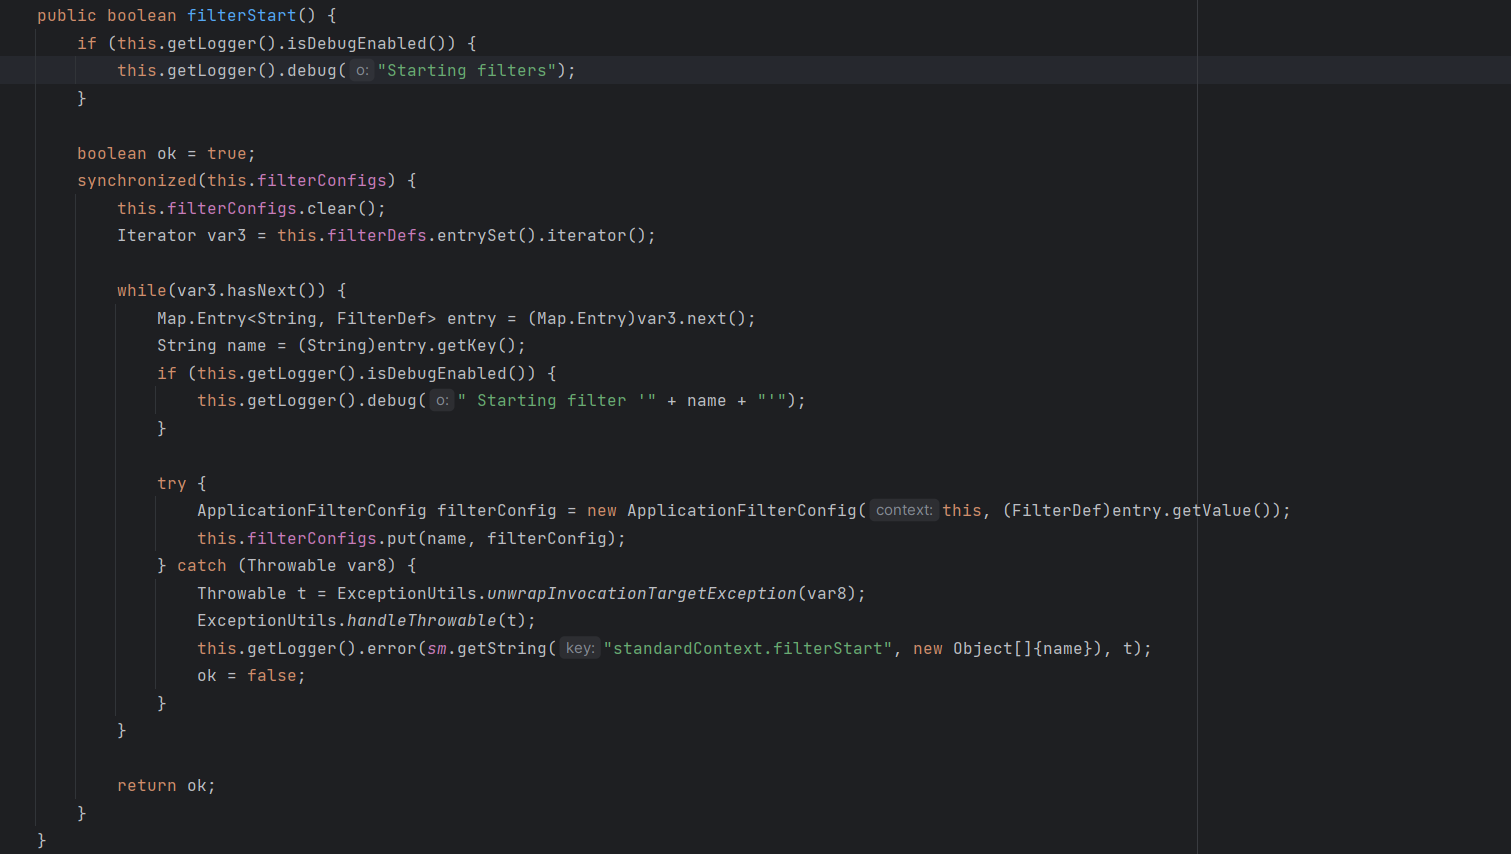 public boolean filterStart() {
    if (this.getLogger().isDebugEnabled()) {
        this.getLogger().debug( o: "Starting filters");
    }

    boolean ok = true;
    synchronized(this.filterConfigs) {
        this.filterConfigs.clear();
        Iterator var3 = this.filterDefs.entrySet().iterator();

        while(var3.hasNext()) {
            Map.Entry<String, FilterDef> entry = (Map.Entry)var3.next();
            String name = (String)entry.getKey();
            if (this.getLogger().isDebugEnabled()) {
                this.getLogger().debug( o: " Starting filter '" + name + "'");
            }

            try {
                ApplicationFilterConfig filterConfig = new ApplicationFilterConfig( context: this, (FilterDef)entry.getValue());
                this.filterConfigs.put(name, filterConfig);
            } catch (Throwable var8) {
                Throwable t = ExceptionUtils.unwrapInvocationTargetException(var8);
                ExceptionUtils.handleThrowable(t);
                this.getLogger().error(sm.getString( key: "standardContext.filterStart", new Object[]{name}), t);
                ok = false;
            }
        }

        return ok;
    }
}